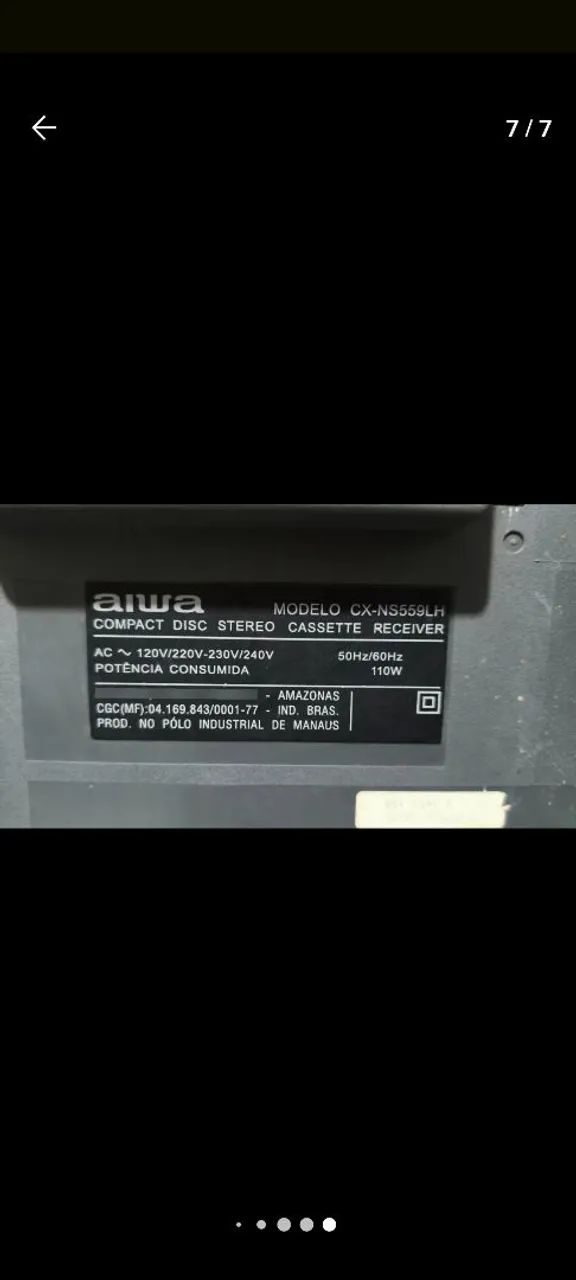 7 / 7
aiwa
MODELO CX-NS559LH
COMPACT DISC STEREO CASSETTE RECEIVER
AC ~ 120V/220V-230V/240V 50Hz/60Hz
POTÊNCIA CONSUMIDA 110W
- AMAZONAS
CGC(MF):04.169.843/0001-77 - IND. BRAS.
PROD. NO PÓLO INDUSTRIAL DE MANAUS